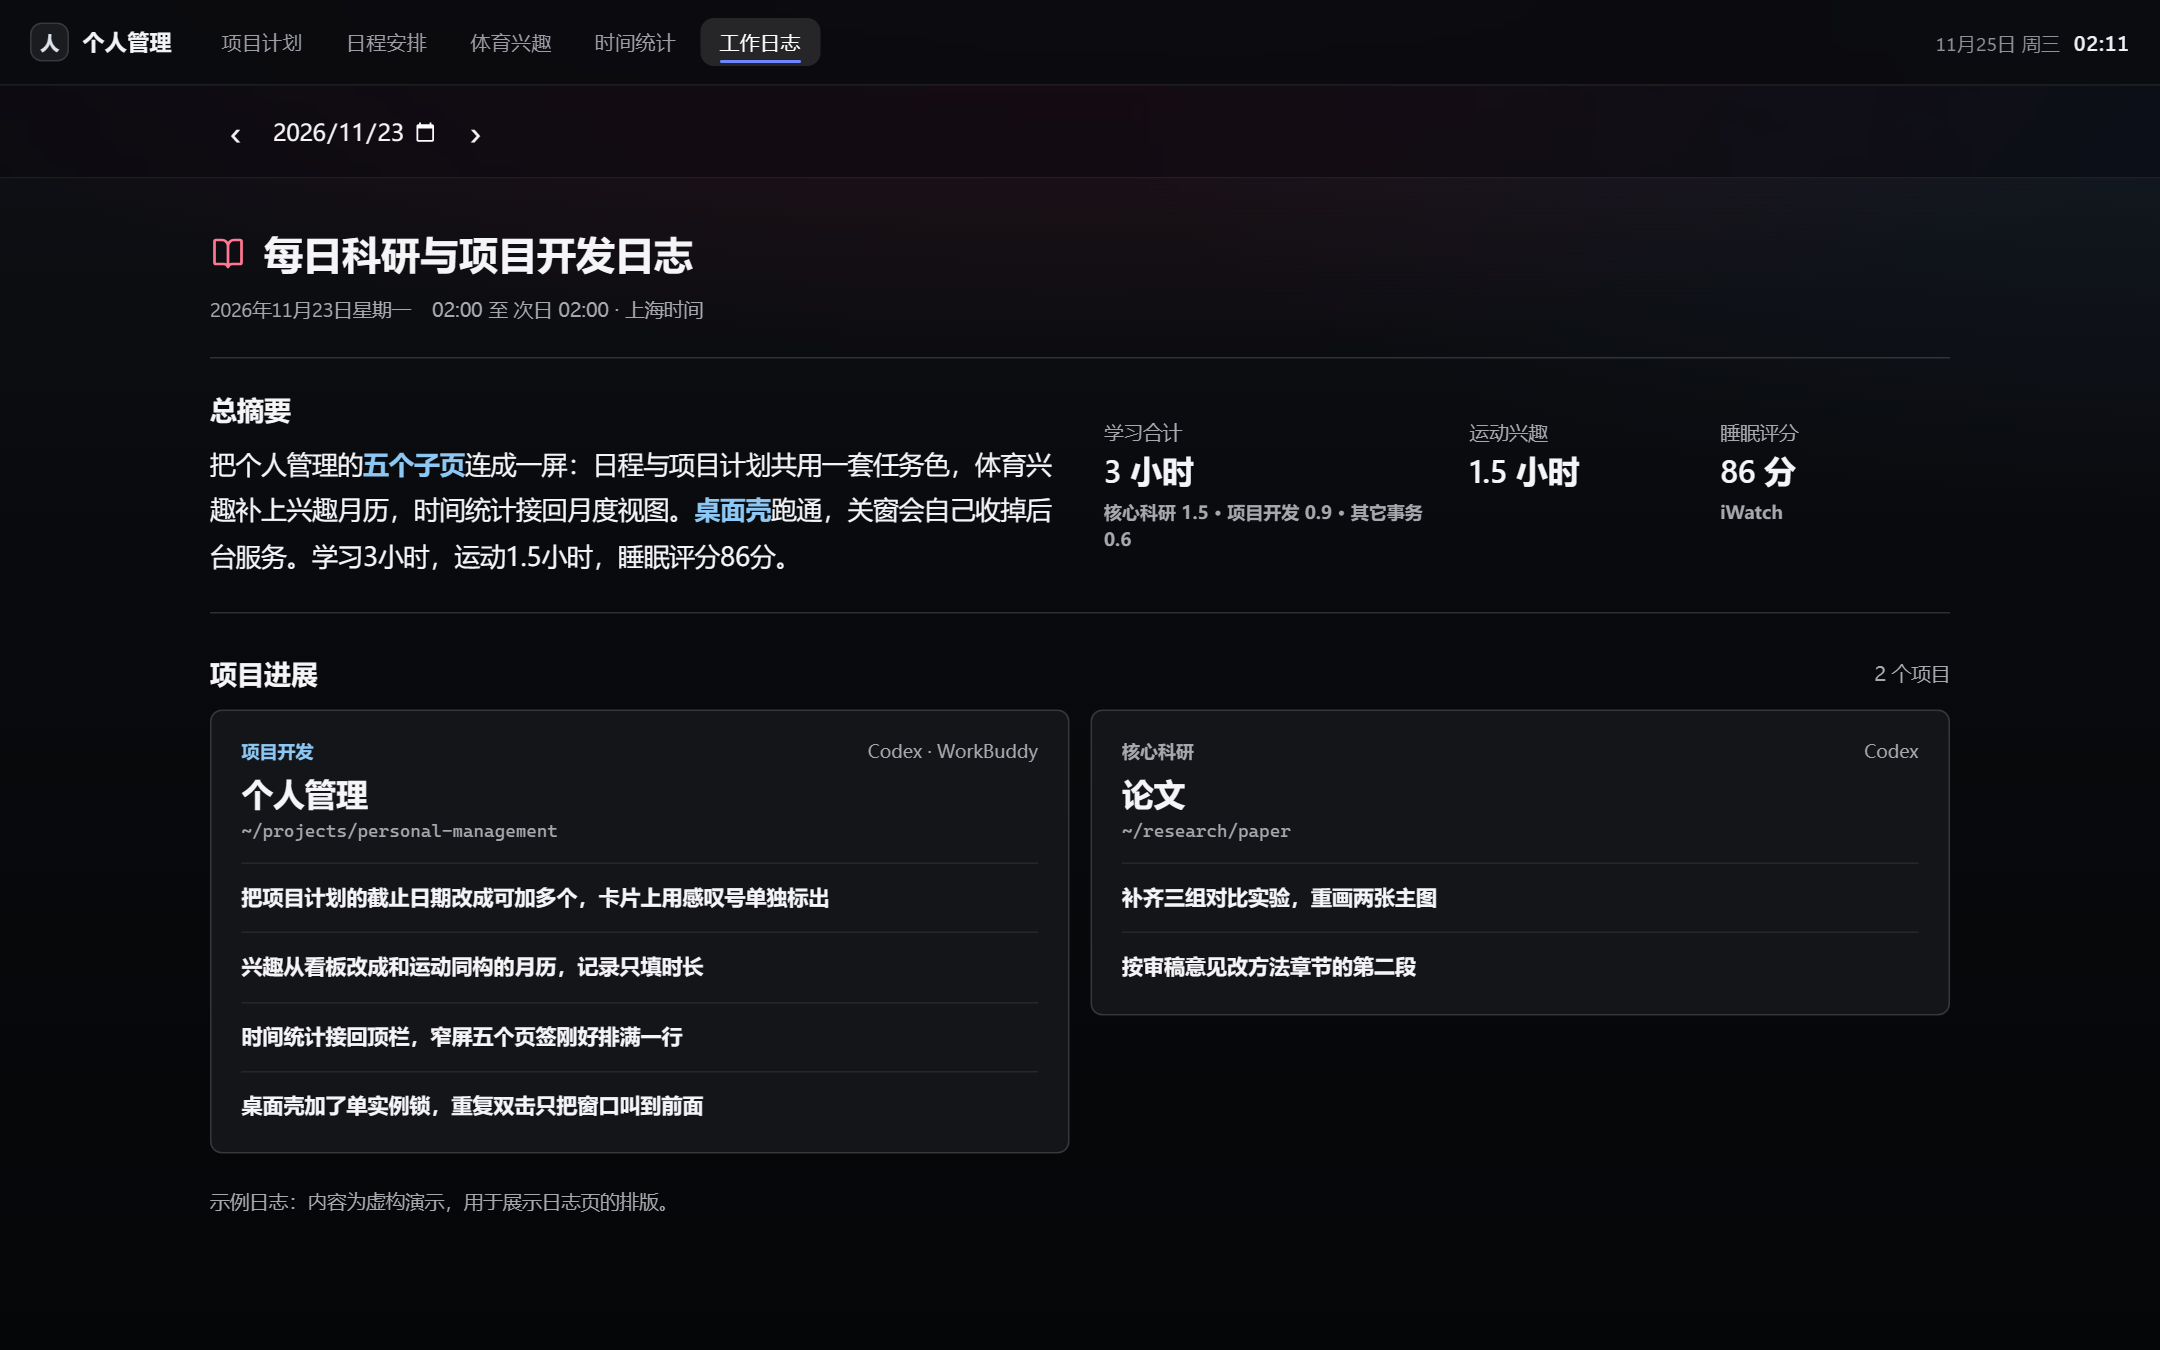 人 个人管理 项目计划 日程安排 体育兴趣 时间统计 工作日志 11月25日 周三 02:11
‹ 2026/11/23 ›
每日科研与项目开发日志
2026年11月23日星期一 02:00 至 次日 02:00 · 上海时间
总摘要
把个人管理的五个子页连成一屏：日程与项目计划共用一套任务色，体育兴
趣补上兴趣月历，时间统计接回月度视图。桌面壳跑通，关窗会自己收掉后
台服务。学习3小时，运动1.5小时，睡眠评分86分。
学习合计
3 小时
核心科研 1.5 • 项目开发 0.9 • 其它事务
0.6
运动兴趣
1.5 小时
睡眠评分
86 分
iWatch
项目进展
2 个项目
项目开发 Codex · WorkBuddy
个人管理
~/projects/personal-management
把项目计划的截止日期改成可加多个，卡片上用感叹号单独标出
兴趣从看板改成和运动同构的月历，记录只填时长
时间统计接回顶栏，窄屏五个页签刚好排满一行
桌面壳加了单实例锁，重复双击只把窗口叫到前面
核心科研 Codex
论文
~/research/paper
补齐三组对比实验，重画两张主图
按审稿意见改方法章节的第二段
示例日志：内容为虚构演示，用于展示日志页的排版。